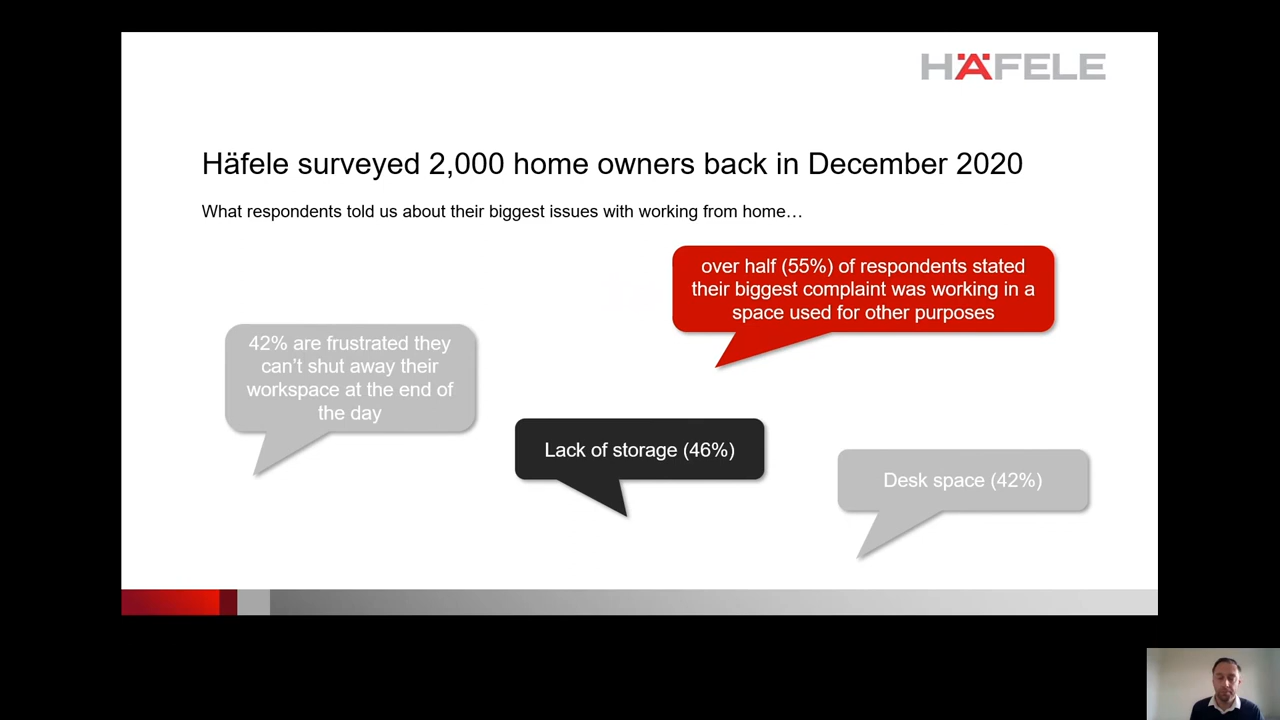 HÄFELE
Häfele surveyed 2,000 home owners back in December 2020
What respondents told us about their biggest issues with working from home…
over half (55%) of respondents stated
their biggest complaint was working in a
space used for other purposes
42% are frustrated they
can’t shut away their
workspace at the end of
the day
Lack of storage (46%)
Desk space (42%)